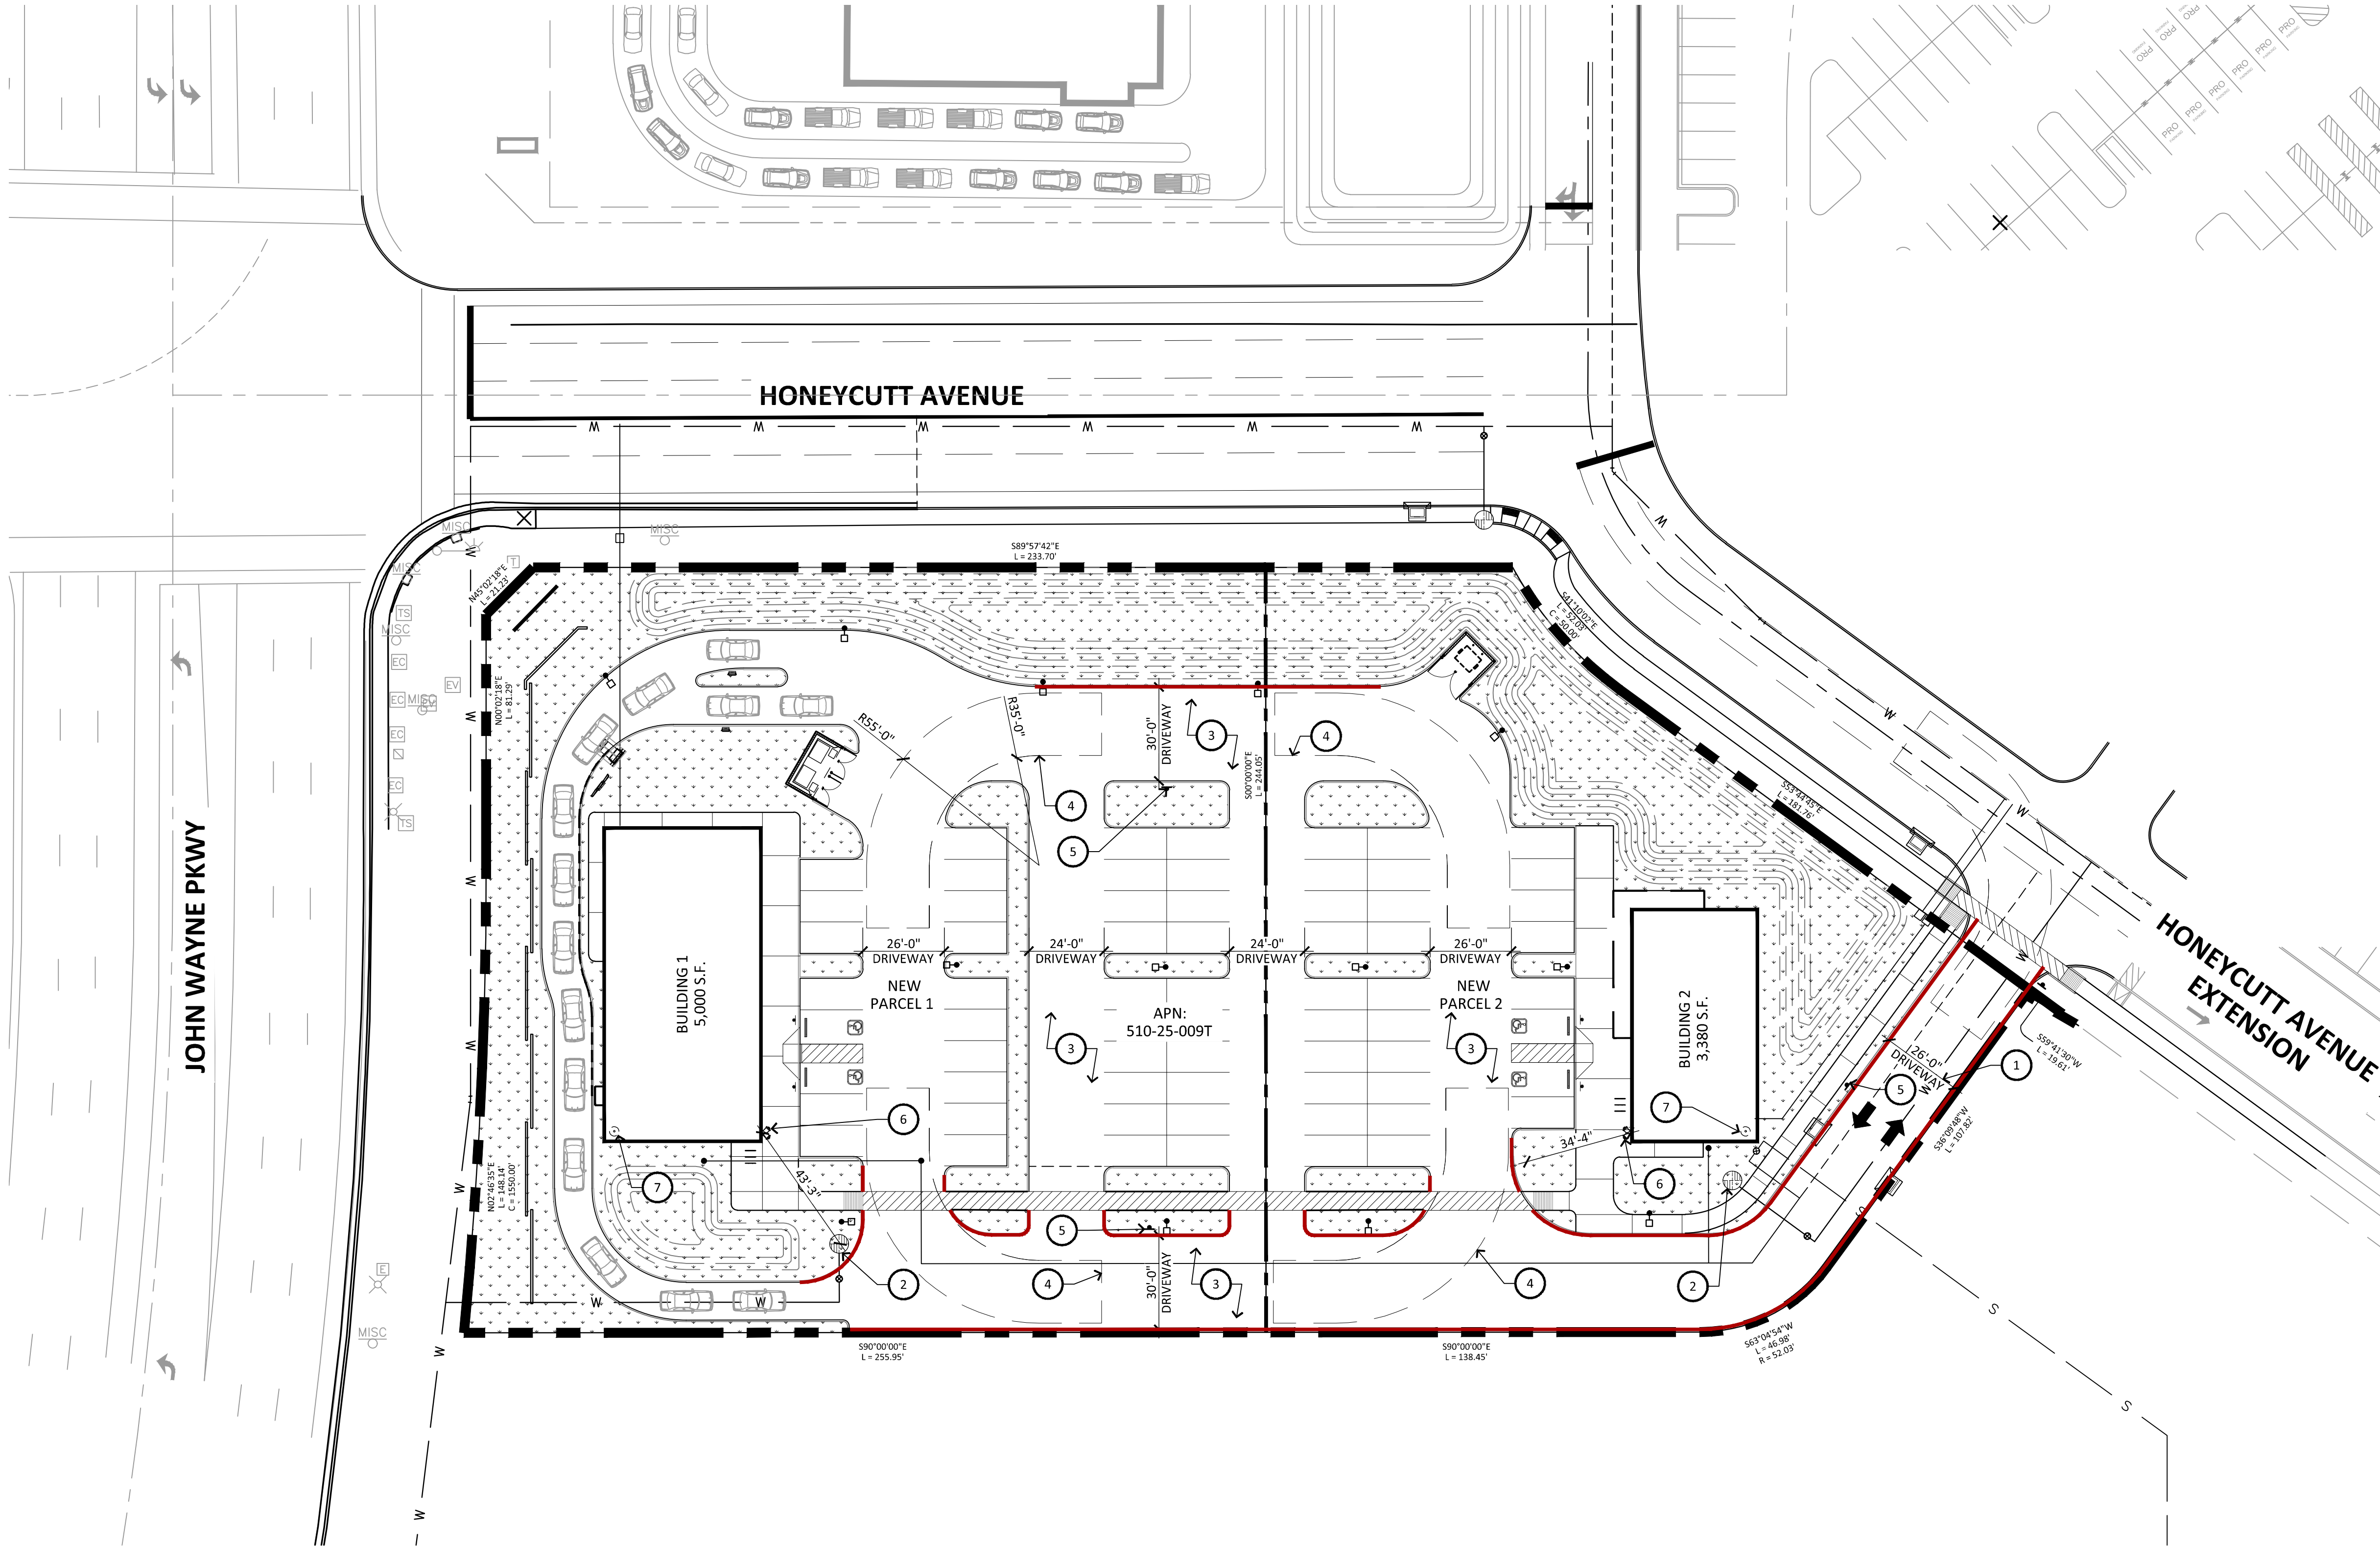 PRO
PRO
PRO
PRO
PRO
PRO
PRO
PRO
PRO
HONEYCUTT AVENUE
W W W W W W
W
MISC
MISC
MISC
T
TS
MISC
EC
EV
EC
MISC
EC
EC
TS
N45°02'18"E
L = 21.23'
S89°57'42"E
L = 233.70'
S41°10'02"E
L = 52.03'
C = 50.00'
N00°02'18"E
L = 81.29'
R55'-0"
R35'-0"
30'-0"
DRIVEWAY
3
4
4
5
S00°00'00"E
L = 244.05'
S53°44'45"E
L = 181.76'
W
W
JOHN WAYNE PKWY
BUILDING 1
5,000 S.F.
26'-0"
DRIVEWAY
24'-0"
DRIVEWAY
24'-0"
DRIVEWAY
26'-0"
DRIVEWAY
NEW
PARCEL 1
APN:
510-25-009T
NEW
PARCEL 2
3
3
BUILDING 2
3,380 S.F.
HONEYCUTT AVENUE
EXTENSION
S59°41'30"W
L = 19.61'
26'-0"
DRIVEWAY
1
5
W
W
S36°09'48"W
L = 107.82'
6
7
34'-4"
6
7
43'-3"
N02°46'35"E
L = 148.14'
C = 1550.00'
5
2
4
30'-0"
DRIVEWAY
3
4
2
S
S
S
E
MISC
W
W
W
W
W
S90°00'00"E
L = 255.95'
S90°00'00"E
L = 138.45'
S63°04'54"W
L = 46.98'
R = 52.03'